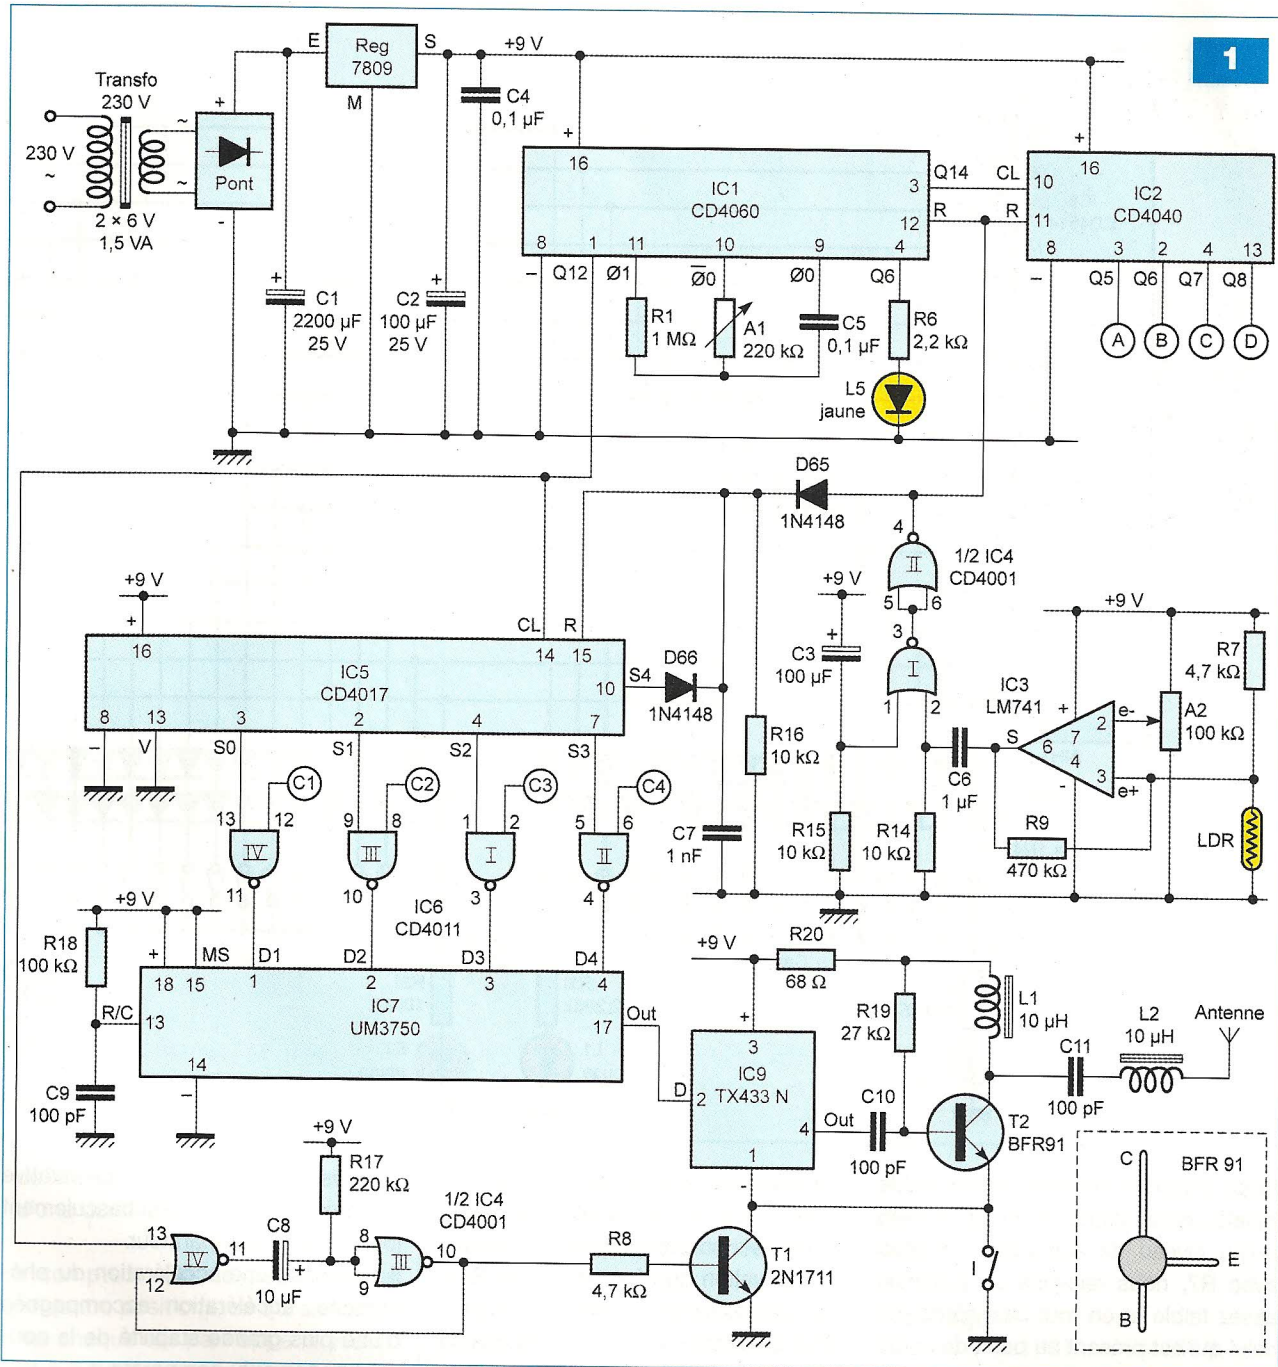 1
Transfo
230 V
230 V
~
~
~
+
-
Pont
2 × 6 V
1,5 VA
E
Reg
7809
S
M
+9 V
C4
0,1 µF
+
C1
2200 µF
25 V
+
C2
100 µF
25 V
+
16
IC1
CD4060
3
12
8
1
11
10
9
4
Q14
R
–
Q12
Ø1
Ø0
Ø0
Q6
R1
1 MΩ
A1
220 kΩ
C5
0,1 µF
R6
2,2 kΩ
L5
jaune
CL
R
+
16
10
11
IC2
CD4040
8
3
2
4
13
–
Q5
Q6
Q7
Q8
A
B
C
D
D65
1N4148
4
II
5
6
1/2 IC4
CD4001
3
I
1
2
+
C3
100 µF
R15
10 kΩ
R14
10 kΩ
C6
1 µF
IC3
LM741
S
6
+
7
4
-
2
3
e-
e+
+9 V
A2
100 kΩ
R7
4,7 kΩ
R9
470 kΩ
LDR
+9 V
+
16
IC5
CD4017
CL
R
14
15
10
S4
D66
1N4148
8
13
3
2
4
7
–
V
S0
S1
S2
S3
C1
C2
C3
C4
R16
10 kΩ
C7
1 nF
13
12
IV
11
9
8
III
10
1
2
I
3
5
6
II
4
IC6
CD4011
+9 V
R18
100 kΩ
+
MS
D1
D2
D3
D4
18
15
1
2
3
4
R/C
13
IC7
UM3750
17
Out
14
–
C9
100 pF
+9 V
R20
68 Ω
R19
27 kΩ
L1
10 µH
+
3
IC9
TX433 N
D
2
4
Out
1
-
C10
100 pF
T2
BFR91
C11
100 pF
L2
10 µH
Antenne
+9 V
R17
220 kΩ
13
12
IV
11
C8
+
10 µF
8
9
III
10
1/2 IC4
CD4001
R8
4,7 kΩ
T1
2N1711
I
C
BFR 91
E
B